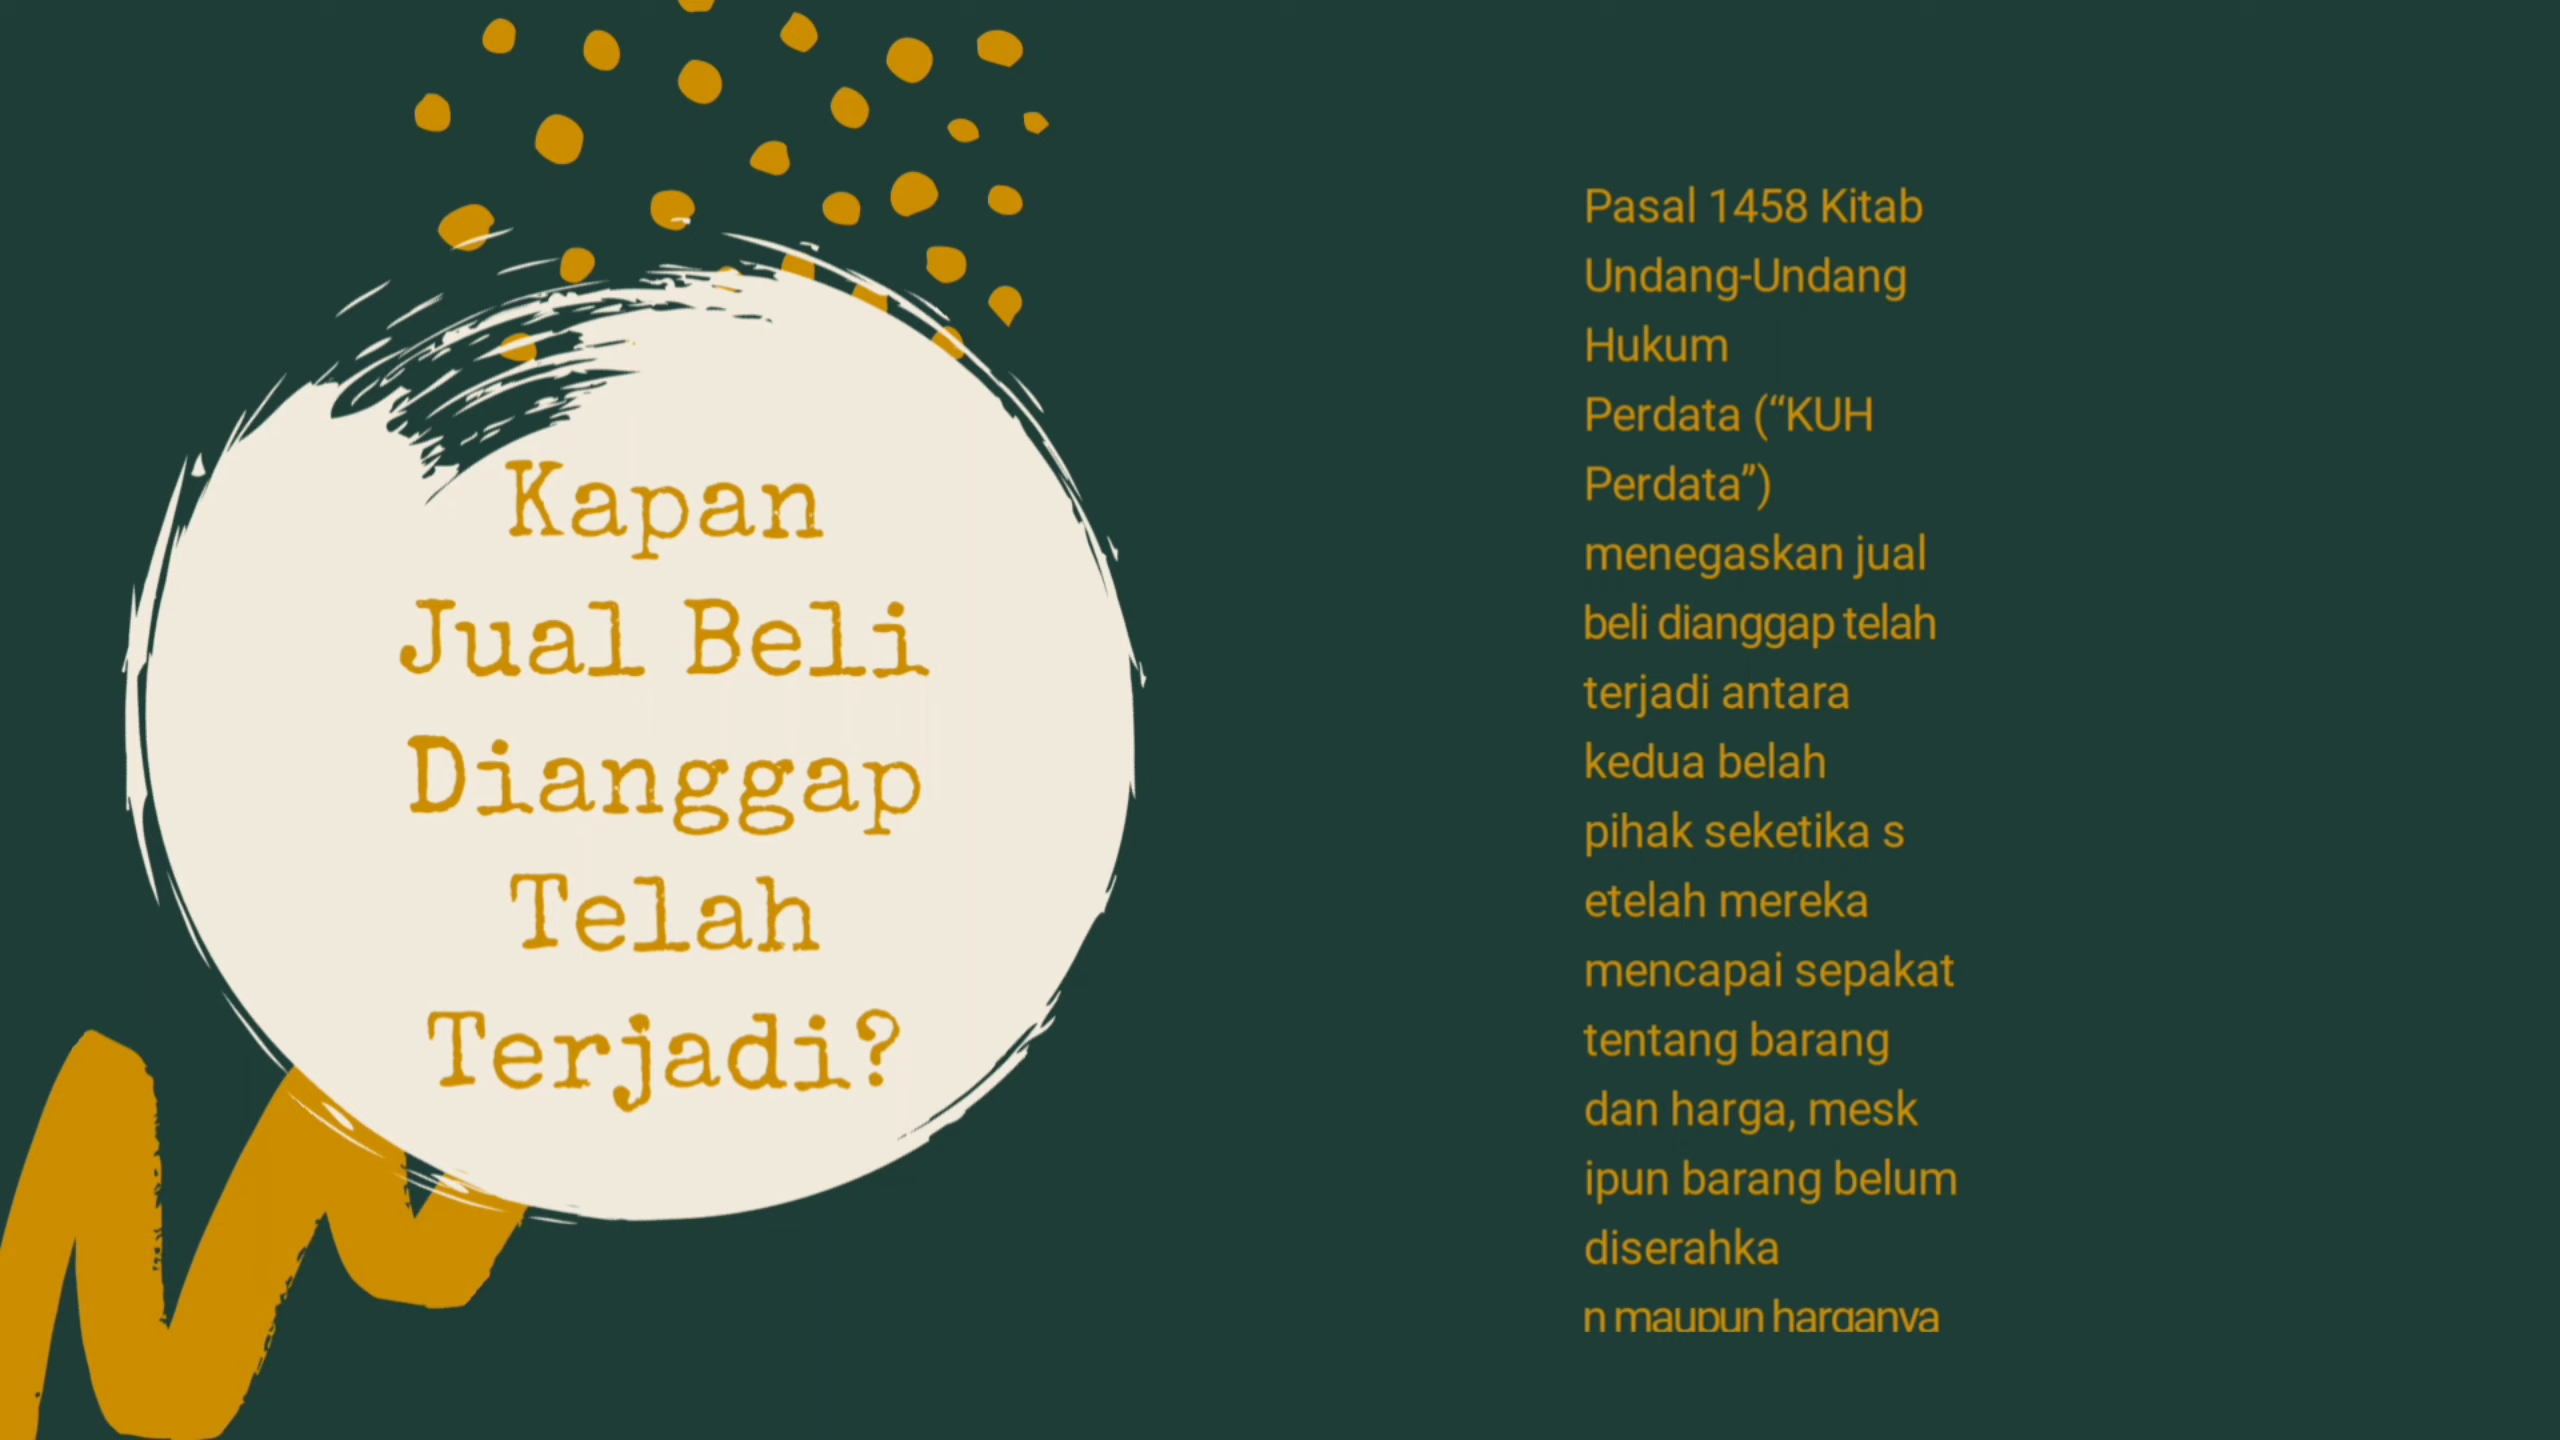 Kapan
Jual Beli
Dianggap
Telah
Terjadi?
Pasal 1458 Kitab
Undang-Undang
Hukum
Perdata (“KUH
Perdata”)
menegaskan jual
beli dianggap telah
terjadi antara
kedua belah
pihak seketika s
etelah mereka
mencapai sepakat
tentang barang
dan harga, mesk
ipun barang belum
diserahka
n maupun harganya